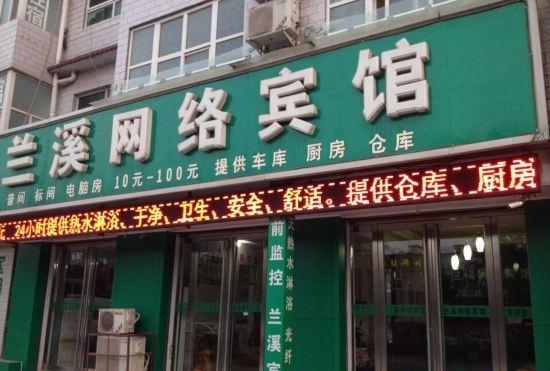 兰溪网络宾馆
普间 标间 电脑房 10元-100元 提供车库 厨房 仓库
24小时提供热水淋浴、干净、卫生、安全、舒适。提供仓库、厨房
前监控 兰溪宾
热水淋浴 光纤